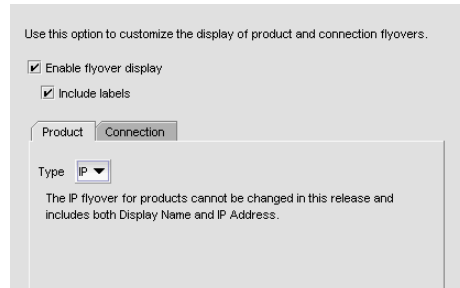 Use this option to customize the display of product and connection flyovers.
Enable flyover display
Include labels
Product Connection
Type IP
The IP flyover for products cannot be changed in this release and
includes both Display Name and IP Address.